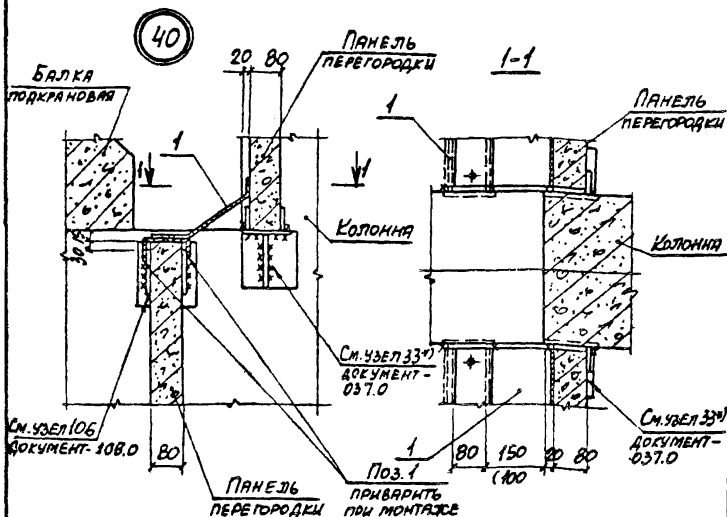 40
20 80
ПАНЕЛЬ
ПЕРЕГОРОДКИ
1-1
БАЛКА
ПОДКРАНОВАЯ
1
1
1
КОЛОННА
30
СМ. УЗЕЛ 33*)
ДОКУМЕНТ-
037.0
СМ. УЗЕЛ 106
ДОКУМЕНТ-108.0
80
ПАНЕЛЬ
ПЕРЕГОРОДКИ
ПОЗ. 1
ПРИВАРИТЬ
ПРИ МОНТАЖЕ
1
ПАНЕЛЬ
ПЕРЕГОРОДКИ
КОЛОННА
СМ. УЗЕЛ 33*)
ДОКУМЕНТ-
037.0
1
80 150 20 80
(100